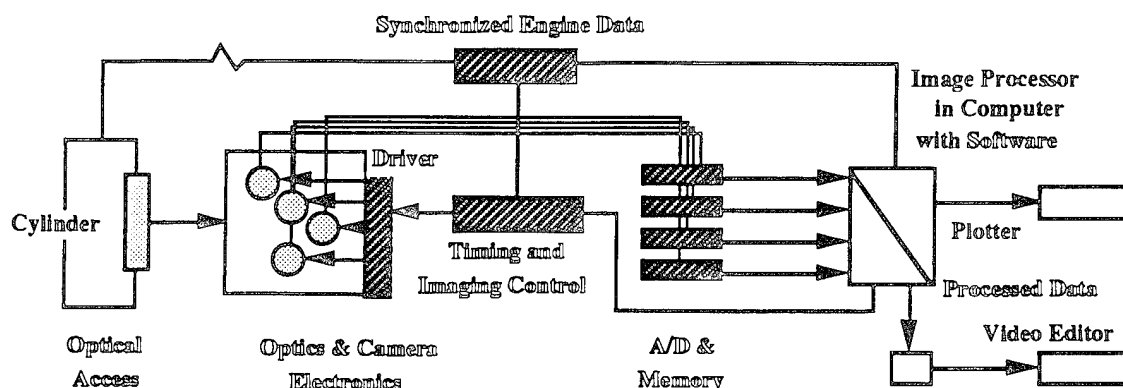 Synchronized Engine Data
Image Processor
in Computer
with Software
Driver
Cylinder
Plotter
Timing and
Imaging Control
Processed Data
Video Editor
Optical
Access
Optics & Camera
Electronics
A/D &
Memory